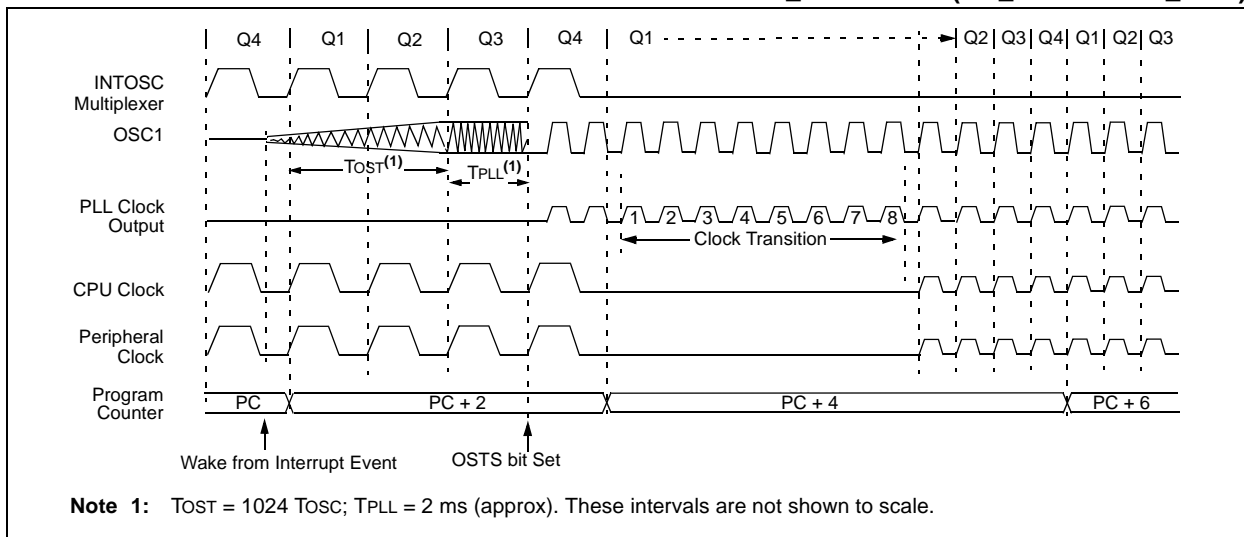 Q4 Q1 Q2 Q3 Q4 Q1 Q2 Q3 Q4 Q1 Q2 Q3
INTOSC
Multiplexer
OSC1
TOST(1)
TPLL(1)
PLL Clock
Output
1 2 3 4 5 6 7 8
Clock Transition
CPU Clock
Peripheral
Clock
Program
Counter
PC PC + 2 PC + 4 PC + 6
Wake from Interrupt Event
OSTS bit Set
Note 1: TOST = 1024 TOSC; TPLL = 2 ms (approx). These intervals are not shown to scale.